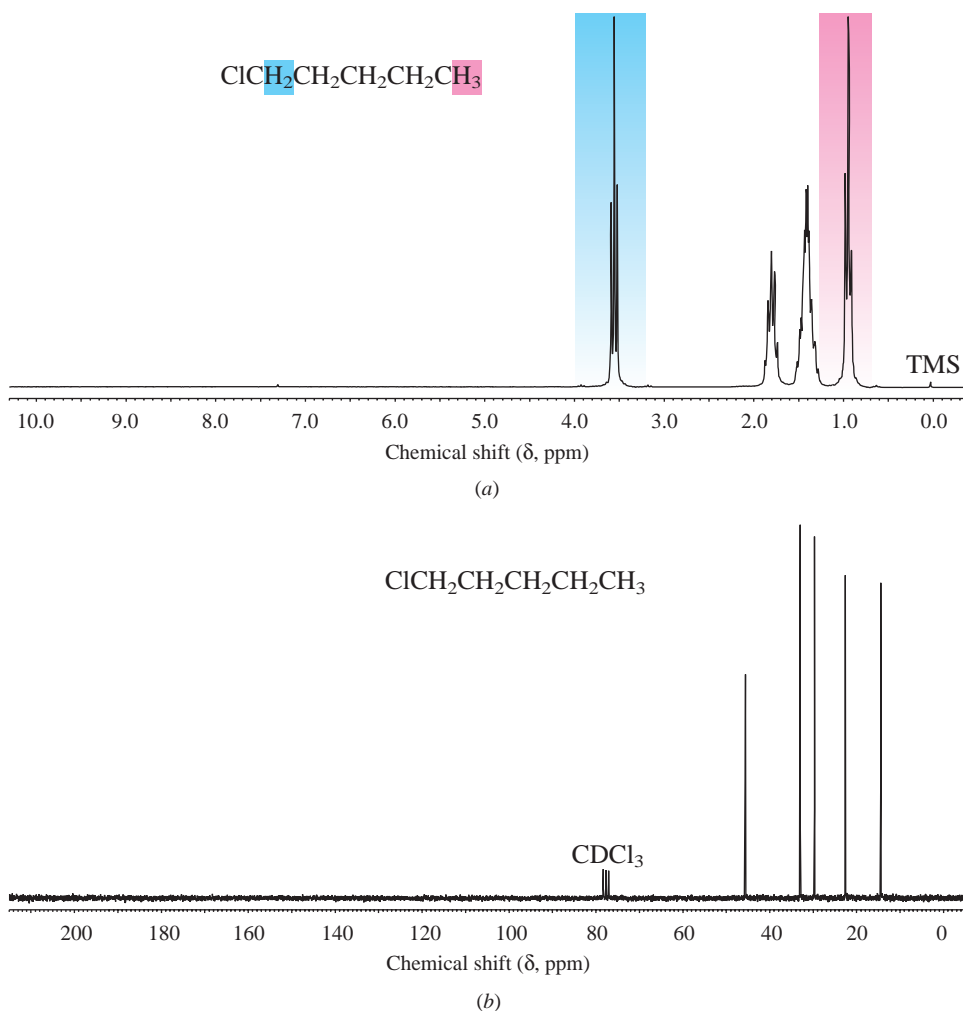 ClCH₂CH₂CH₂CH₂CH₃
TMS
10.0 9.0 8.0 7.0 6.0 5.0 4.0 3.0 2.0 1.0 0.0
Chemical shift (δ, ppm)
(a)
ClCH₂CH₂CH₂CH₂CH₃
CDCl₃
200 180 160 140 120 100 80 60 40 20 0
Chemical shift (δ, ppm)
(b)